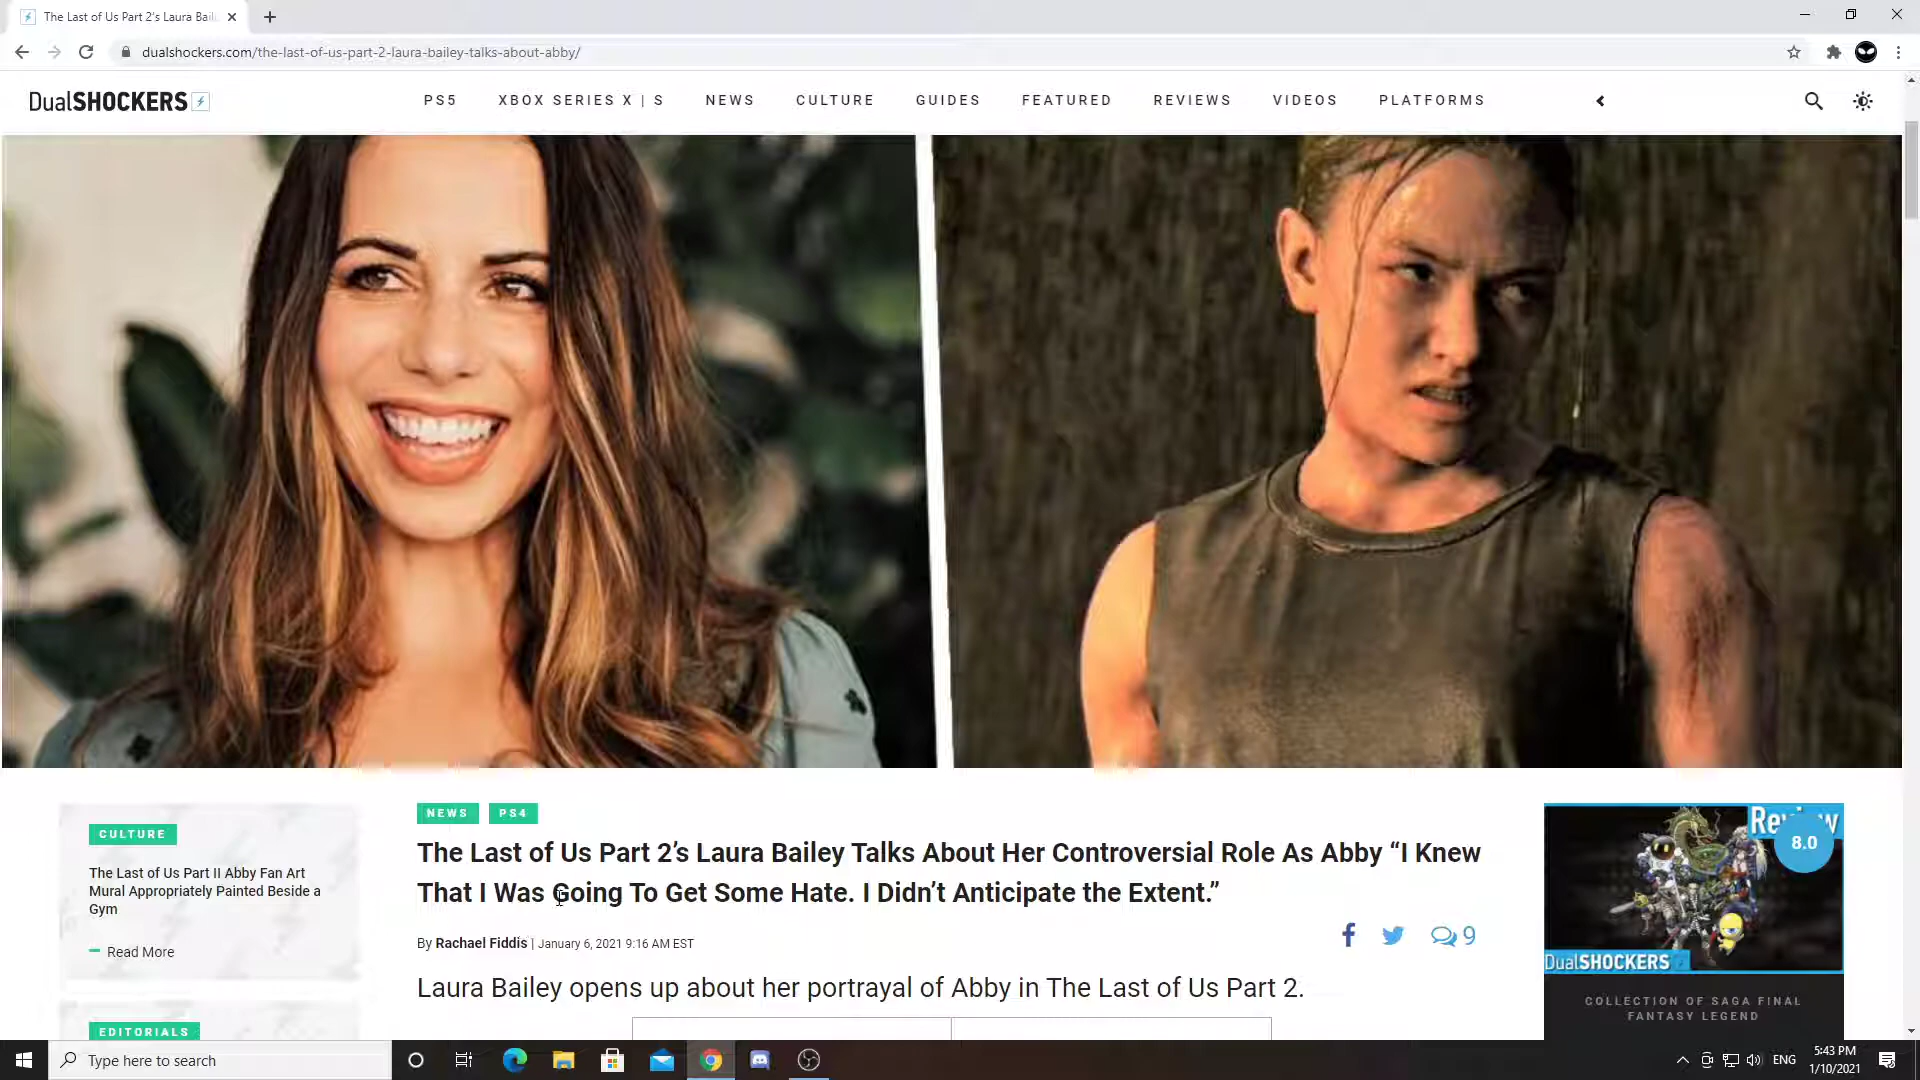 The Last of Us Part 2's Laura Bail
dualshockers.com/the-last-of-us-part-2-laura-bailey-talks-about-abby/
DualSHOCKERS
PS5 XBOX SERIES X | S NEWS CULTURE GUIDES FEATURED REVIEWS VIDEOS PLATFORMS
CULTURE
The Last of Us Part II Abby Fan Art
Mural Appropriately Painted Beside a
Gym
Read More
EDITORIALS
NEWS PS4
The Last of Us Part 2’s Laura Bailey Talks About Her Controversial Role As Abby “I Knew
That I Was Going To Get Some Hate. I Didn’t Anticipate the Extent.”
By Rachael Fiddis | January 6, 2021 9:16 AM EST
9
Laura Bailey opens up about her portrayal of Abby in The Last of Us Part 2.
Review
8.0
DualSHOCKERS
COLLECTION OF SAGA FINAL
FANTASY LEGEND
Type here to search
ENG
5:43 PM
1/10/2021